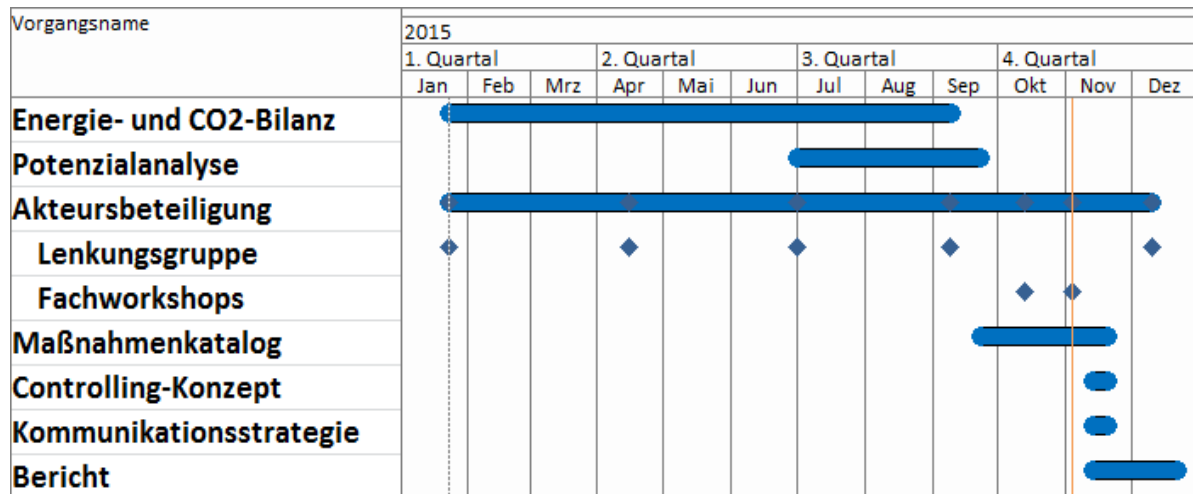 Vorgangsname
2015
1. Quartal 2. Quartal 3. Quartal 4. Quartal
Jan Feb Mrz Apr Mai Jun Jul Aug Sep Okt Nov Dez
Energie- und CO2-Bilanz
Potenzialanalyse
Akteursbeteiligung
Lenkungsgruppe
Fachworkshops
Maßnahmenkatalog
Controlling-Konzept
Kommunikationsstrategie
Bericht